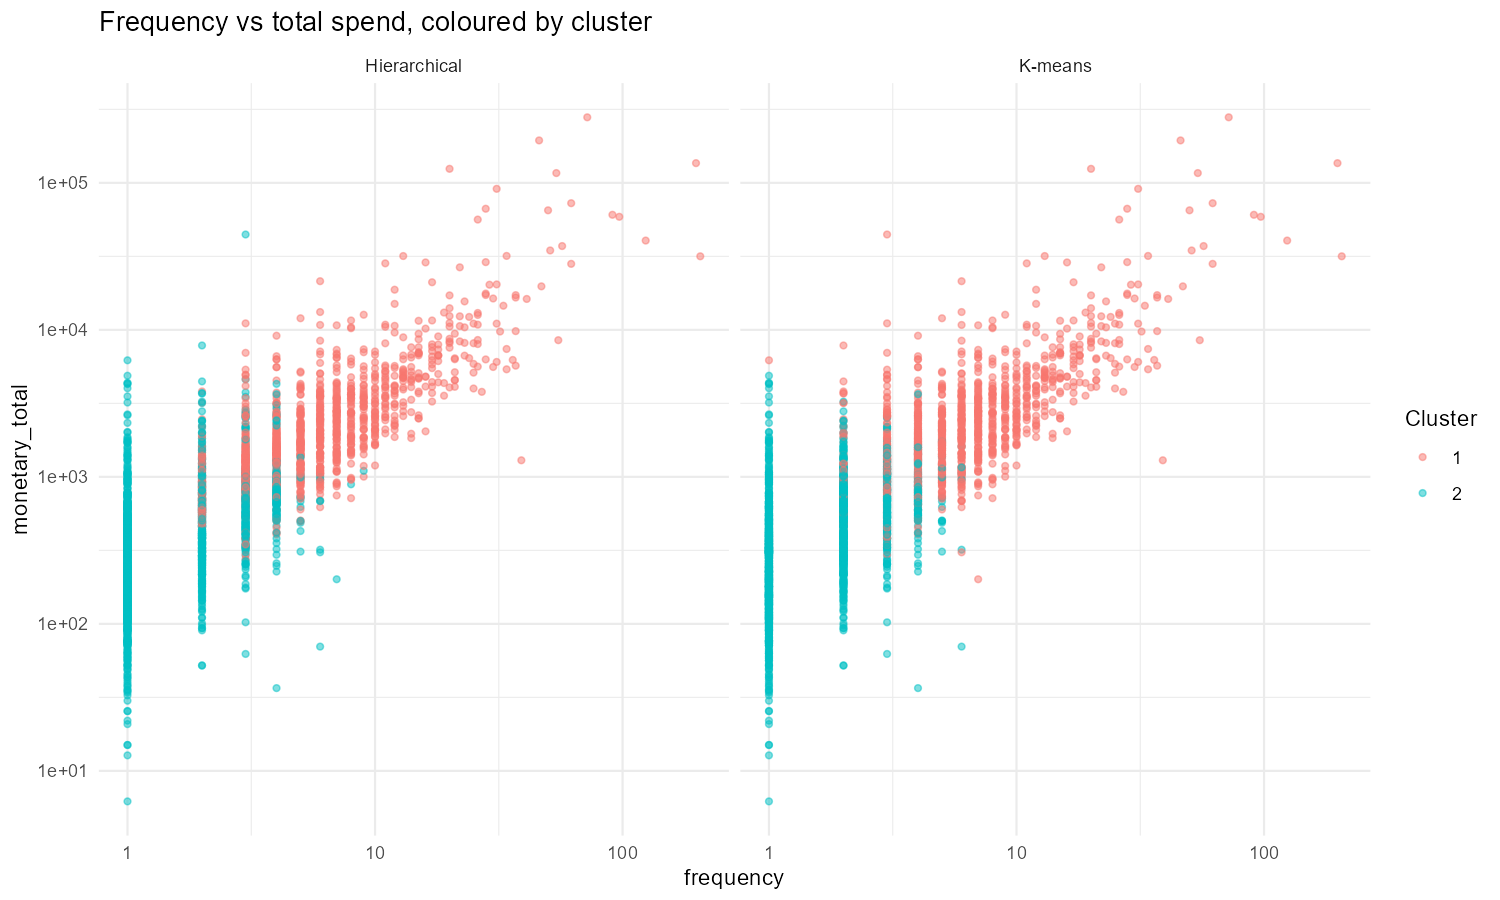 Frequency vs total spend, coloured by cluster
Hierarchical
K-means
monetary_total
1e+05
1e+04
1e+03
1e+02
1e+01
1
10
100
1
10
100
frequency
Cluster
1
2